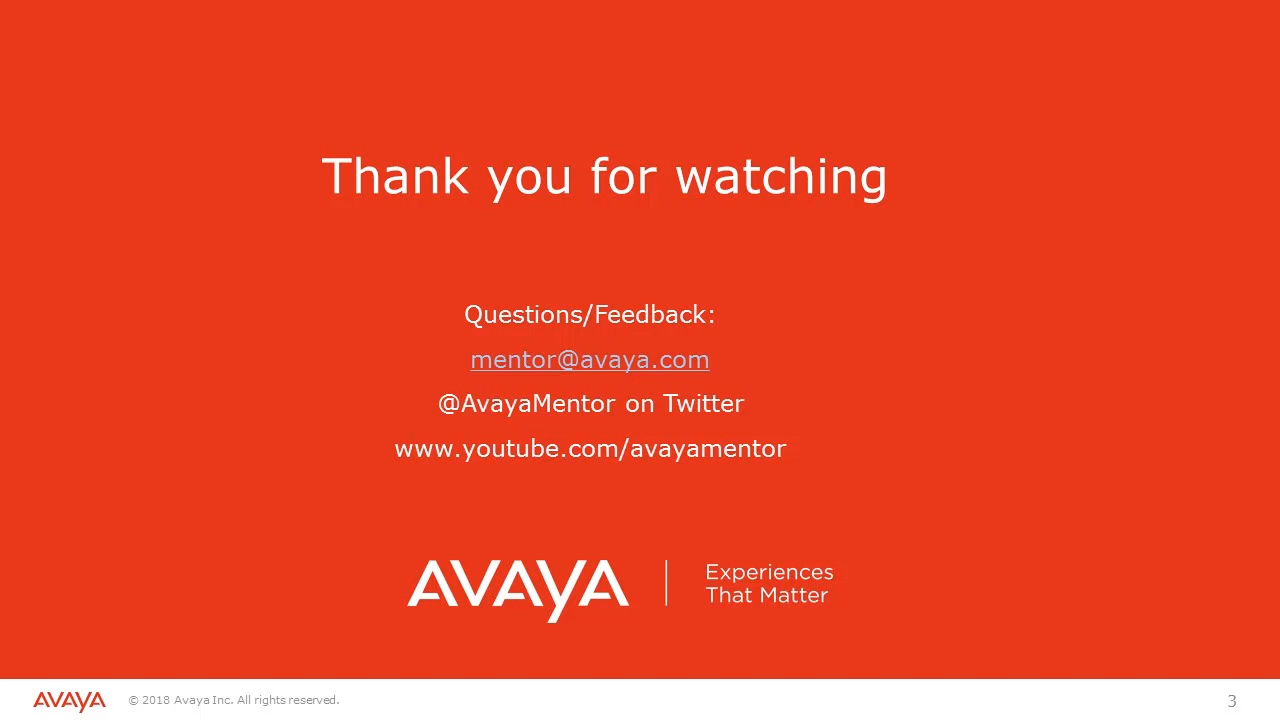 Thank you for watching
Questions/Feedback:
mentor@avaya.com
@AvayaMentor on Twitter
www.youtube.com/avayamentor
AVAYA
Experiences
That Matter
AVAYA
© 2018 Avaya Inc. All rights reserved.
3